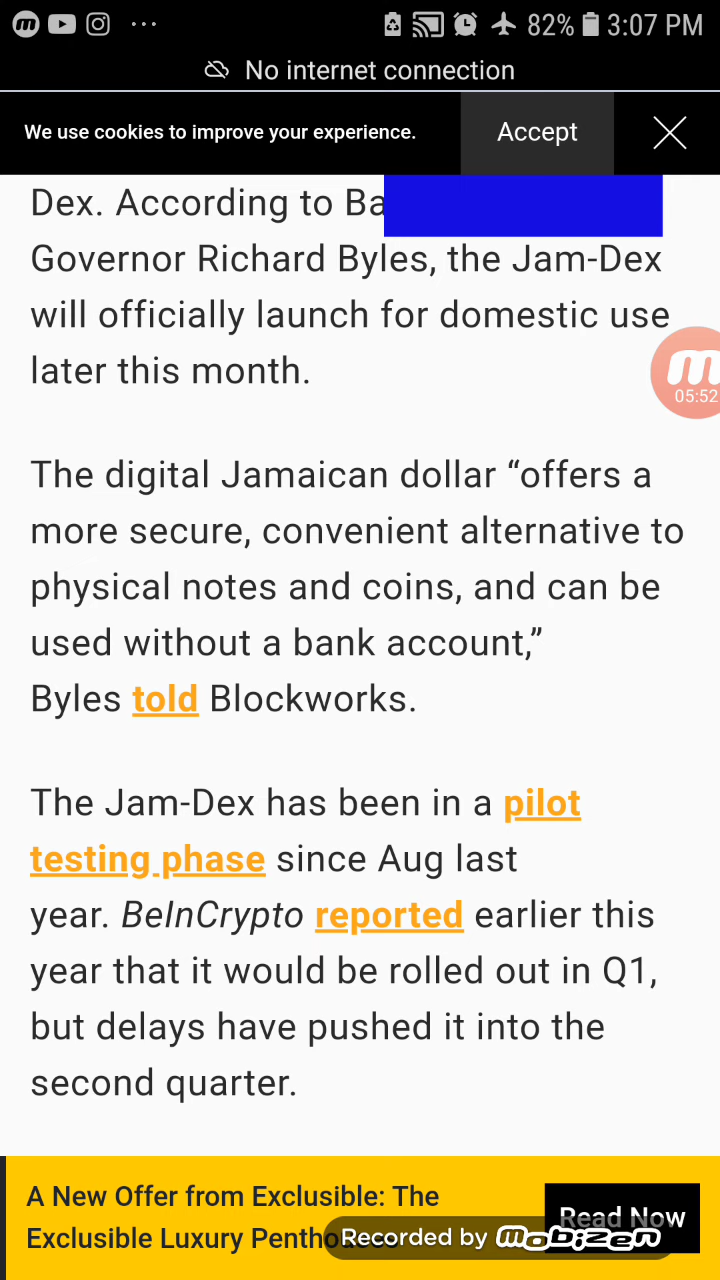 82% 3:07 PM
No internet connection
We use cookies to improve your experience. Accept
Dex. According to Ba
Governor Richard Byles, the Jam-Dex
will officially launch for domestic use
later this month.
05:52
The digital Jamaican dollar “offers a
more secure, convenient alternative to
physical notes and coins, and can be
used without a bank account,”
Byles told Blockworks.
The Jam-Dex has been in a pilot
testing phase since Aug last
year. BeInCrypto reported earlier this
year that it would be rolled out in Q1,
but delays have pushed it into the
second quarter.
A New Offer from Exclusible: The
Exclusible Luxury
Read Now
Recorded by mobizen